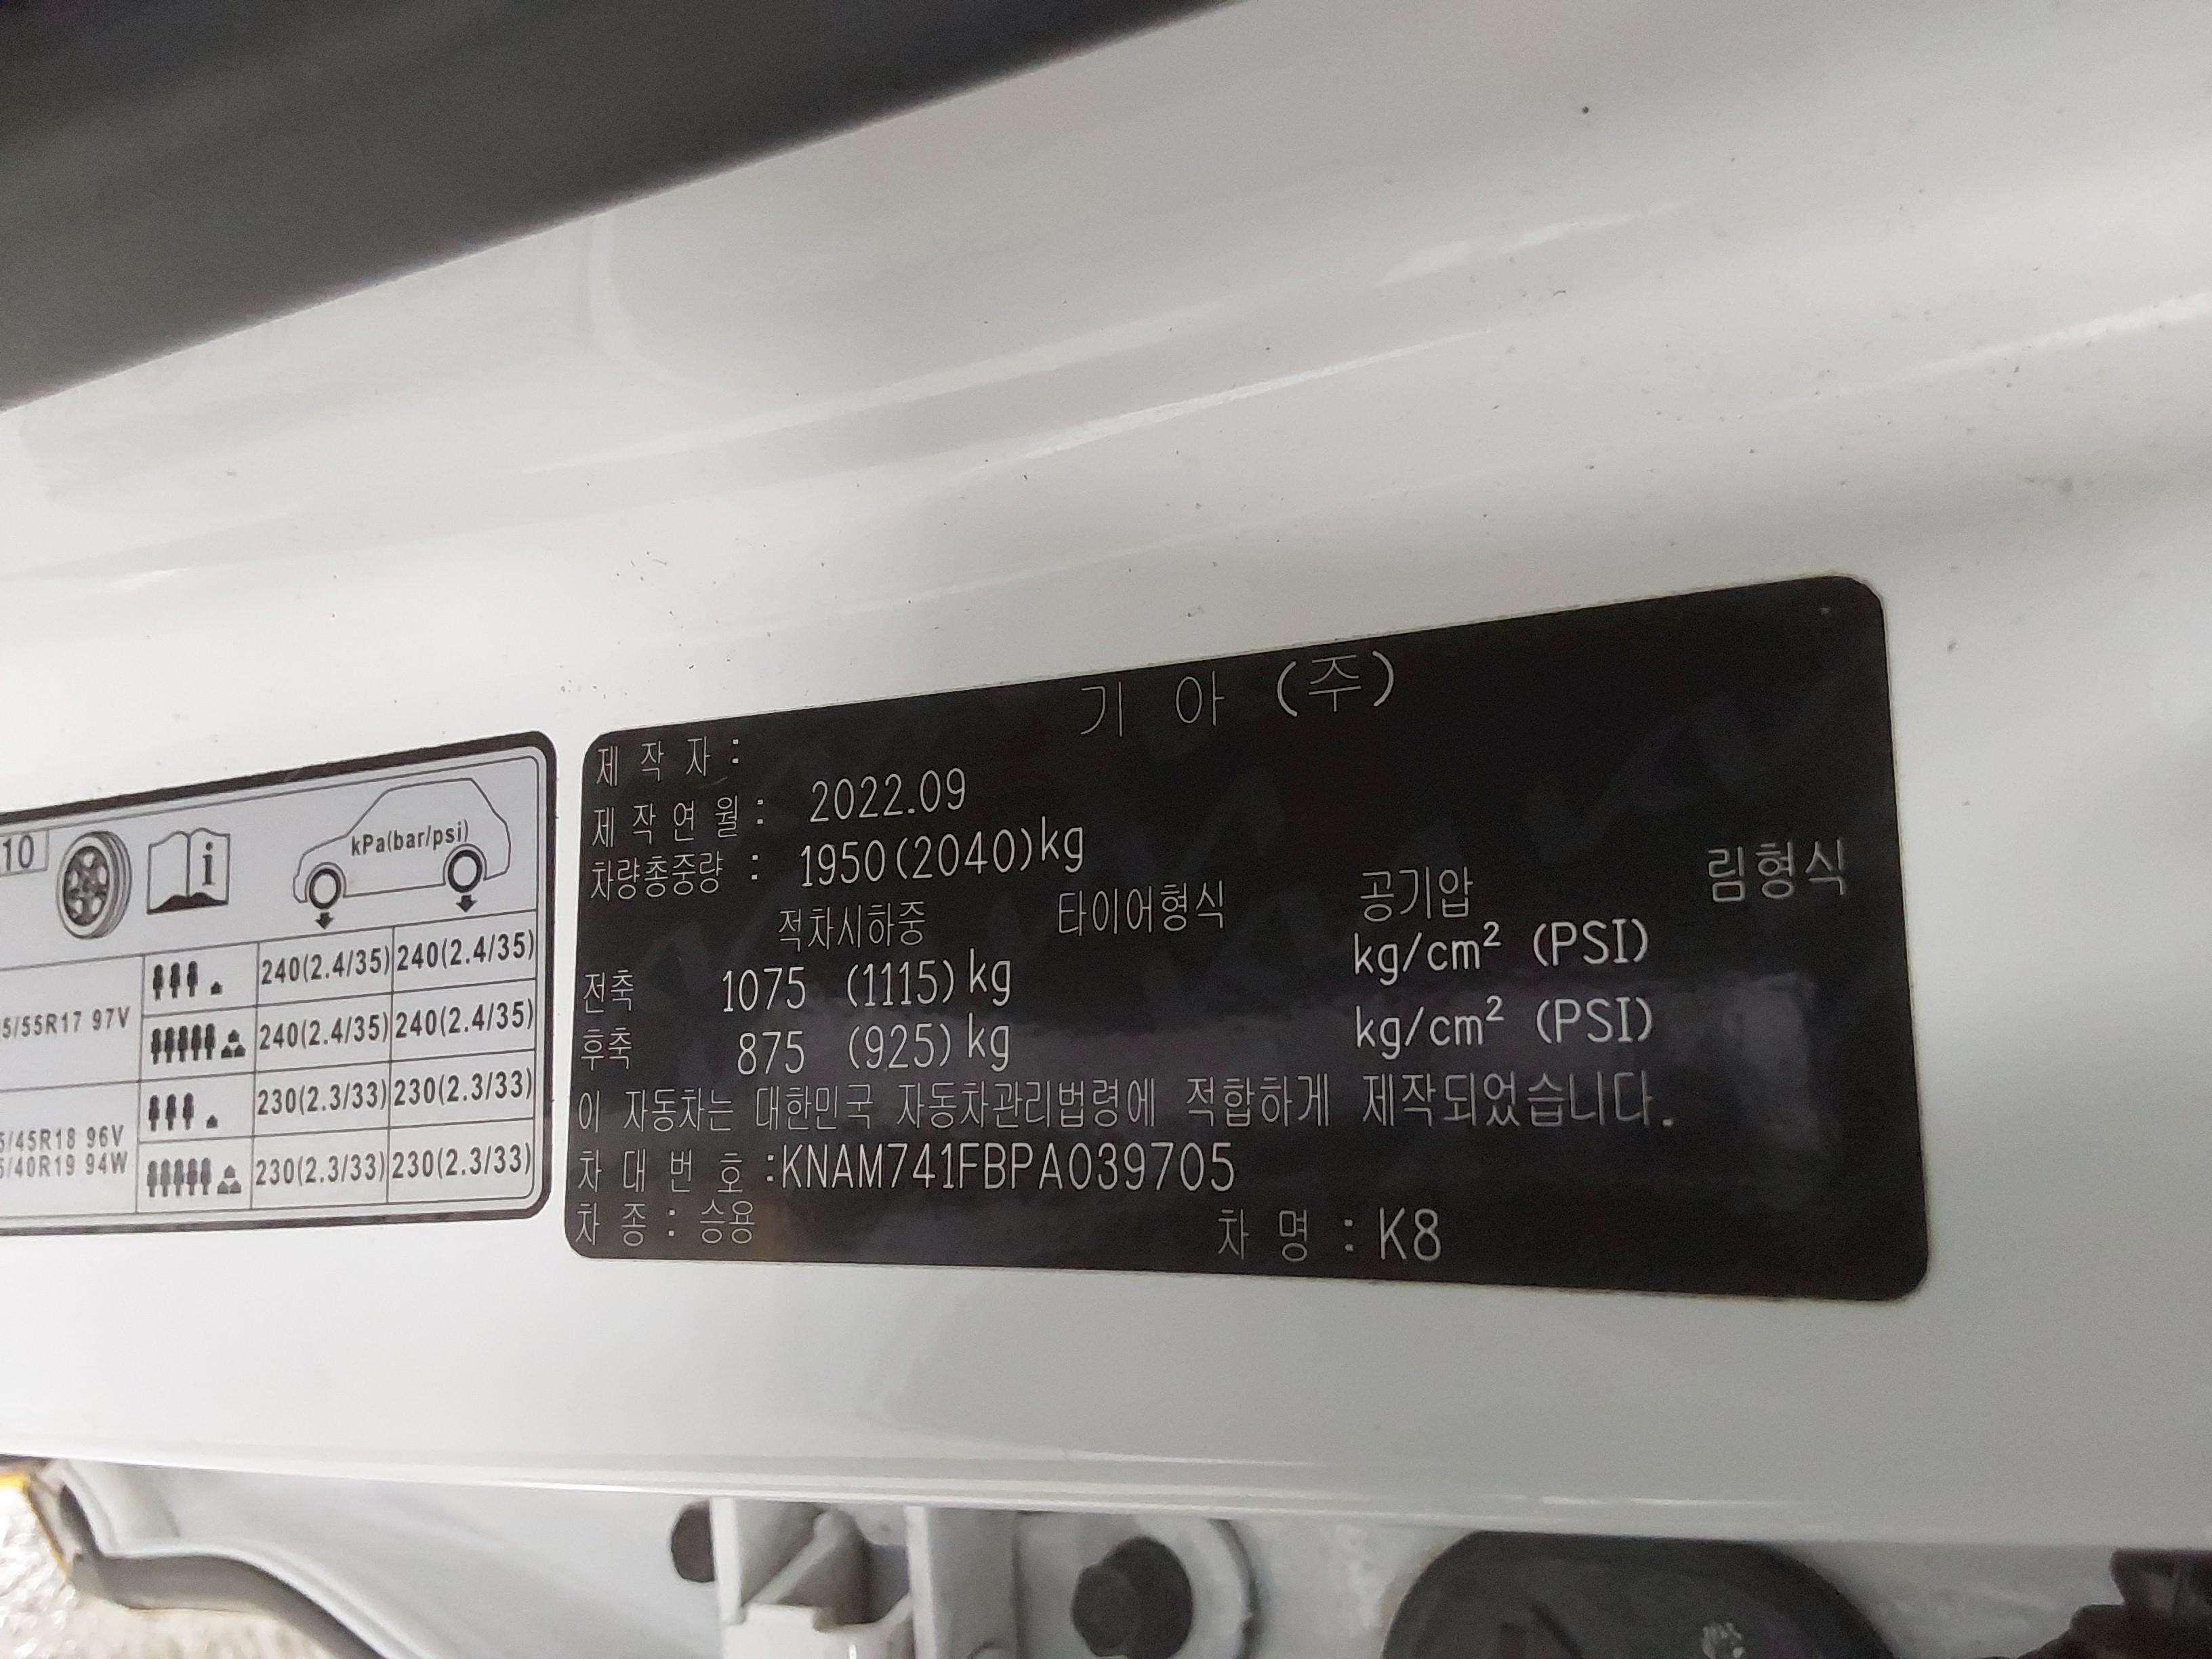 10
kPa(bar/psi)
5/55R17 97V
240(2.4/35) 240(2.4/35)
240(2.4/35) 240(2.4/35)
5/45R18 96V
5/40R19 94W
230(2.3/33) 230(2.3/33)
230(2.3/33) 230(2.3/33)
제 작 자 : 기 아 (주)
제 작 연 월 : 2022.09
차량총중량 : 1950(2040)kg
적차시하중 타이어형식 공기압 림형식
전축 1075 (1115)kg kg/cm² (PSI)
후축 875 (925)kg kg/cm² (PSI)
이 자동차는 대한민국 자동차관리법령에 적합하게 제작되었습니다.
차 대 번 호 :KNAM741FBPA039705
차 종 : 승용 차 명 : K8